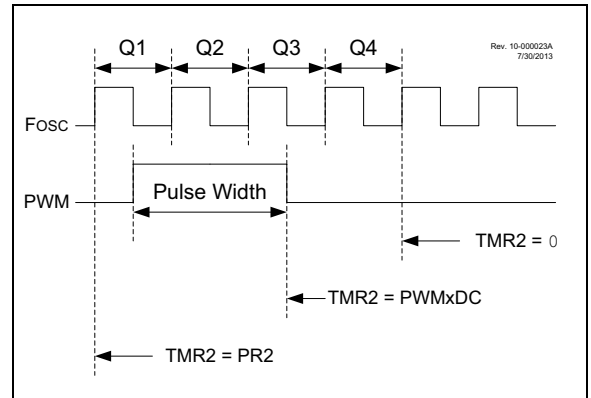 Rev. 10-000023A
7/30/2013
Q1 Q2 Q3 Q4
FOSC
PWM
Pulse Width
TMR2 = 0
TMR2 = PWMxDC
TMR2 = PR2